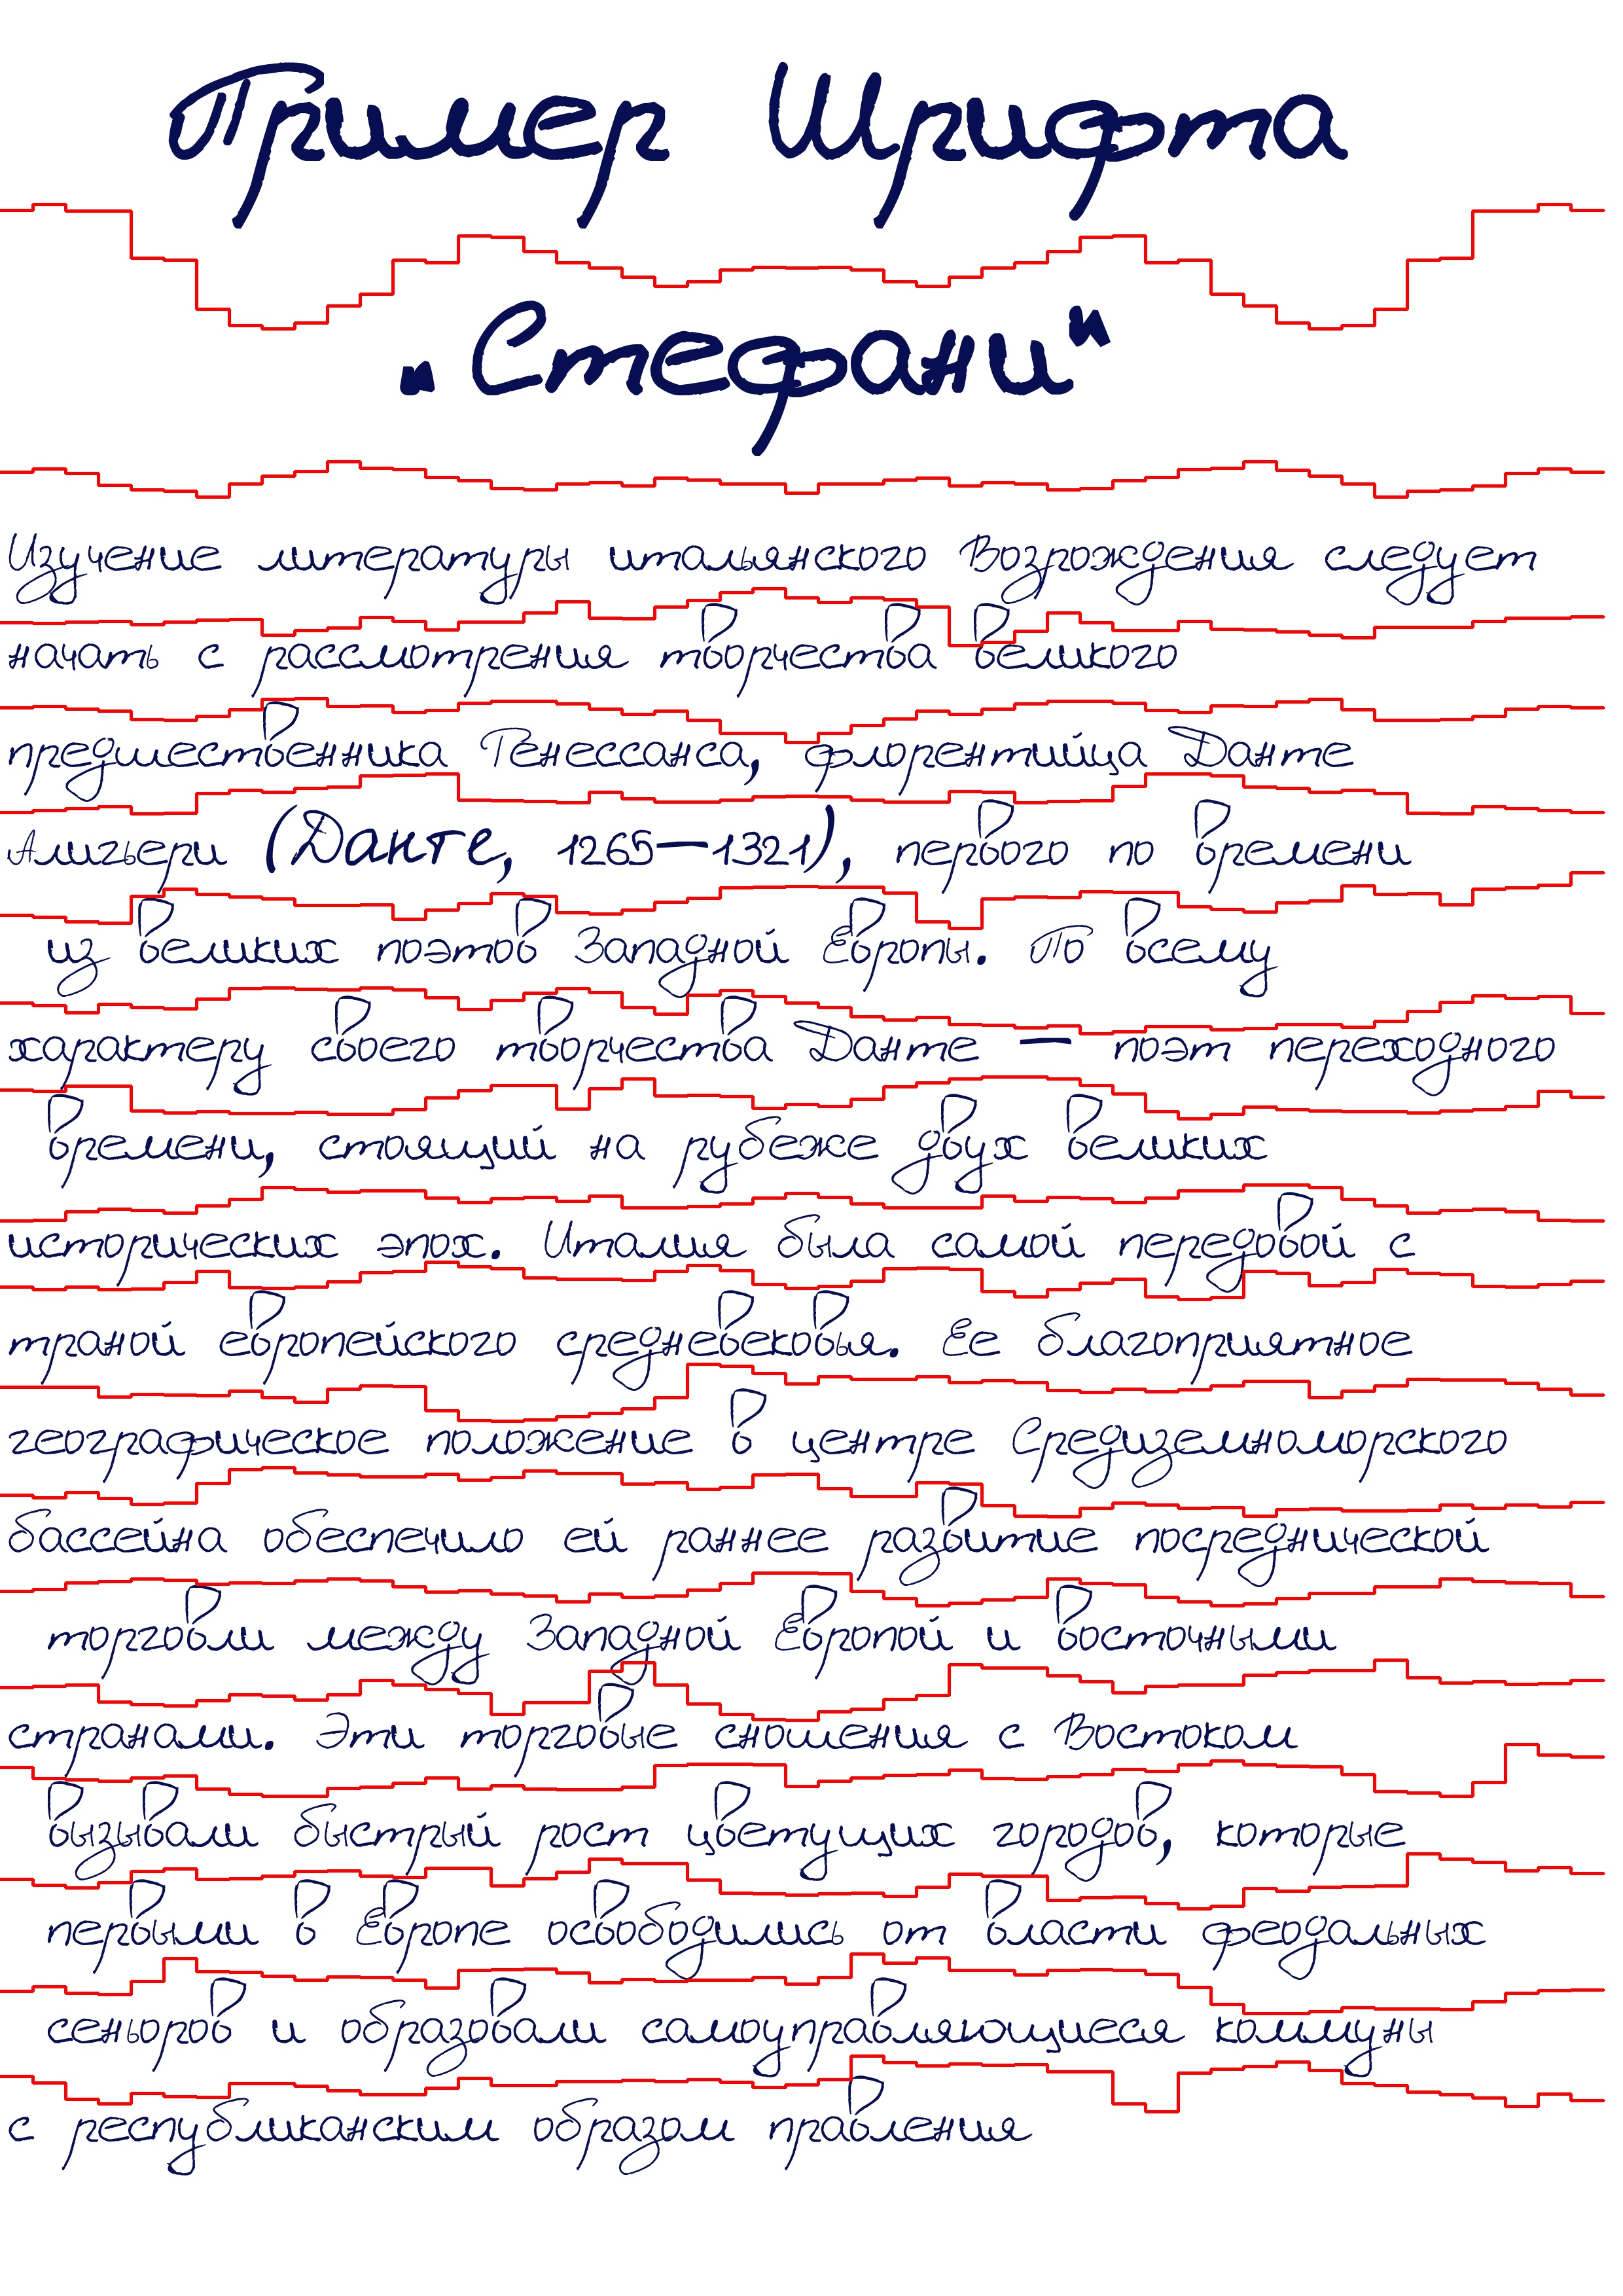 Пример Шрифта
„Стефани“
Изучение литературы итальянского Возрождения следует
начать с рассмотрения творчества великого
предшественника Ренессанса, флорентийца Данте
Алигьери (Данте, 1265—1321), первого по времени
из великих поэтов Западной Европы. По всему
характеру своего творчества Данте — поэт переходного
времени, стоящий на рубеже двух великих
исторических эпох. Италия была самой передовой с
траной европейского средневековья. Ее благоприятное
географическое положение в центре Средиземноморского
бассейна обеспечило ей раннее развитие посреднической
торговли между Западной Европой и восточными
странами. Эти торговые сношения с Востоком
вызывали быстрый рост цветущих городов, которые
первыми в Европе освободились от власти феодальных
сеньоров и образовали самоуправляющиеся коммуны
с республиканским образом правления